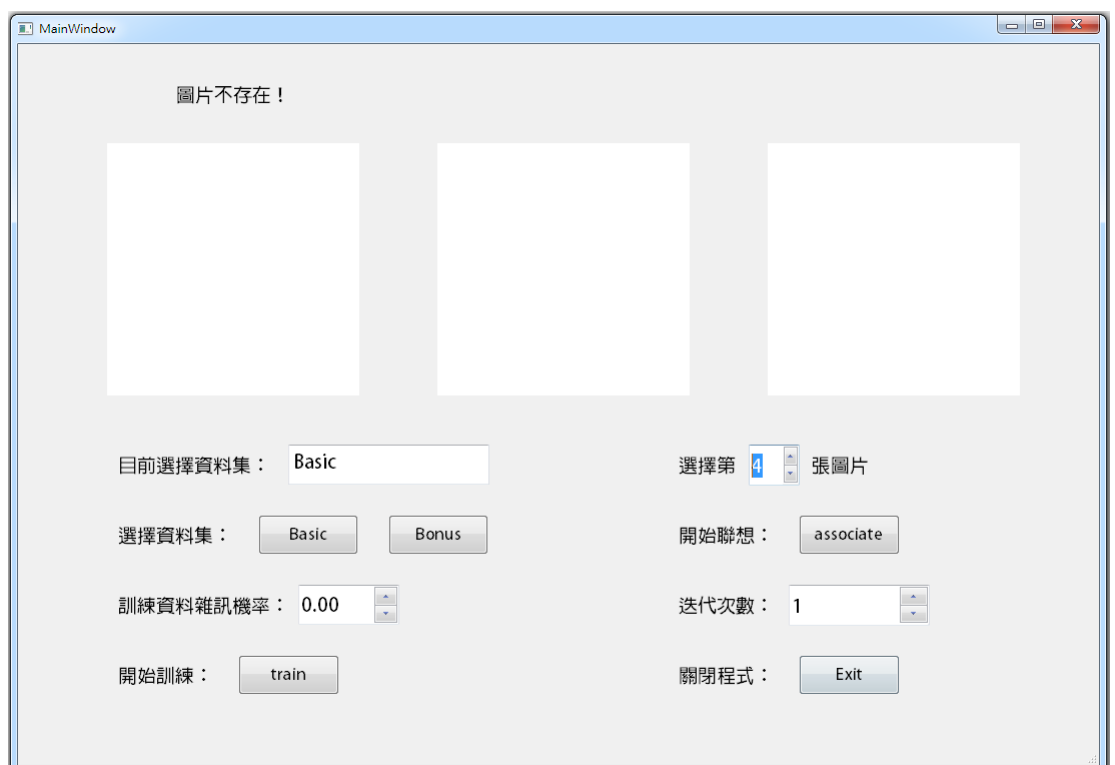 MainWindow
圖片不存在！
目前選擇資料集： Basic
選擇第 4 張圖片
選擇資料集： Basic Bonus
開始聯想： associate
訓練資料雜訊機率： 0.00
迭代次數： 1
開始訓練： train
關閉程式： Exit